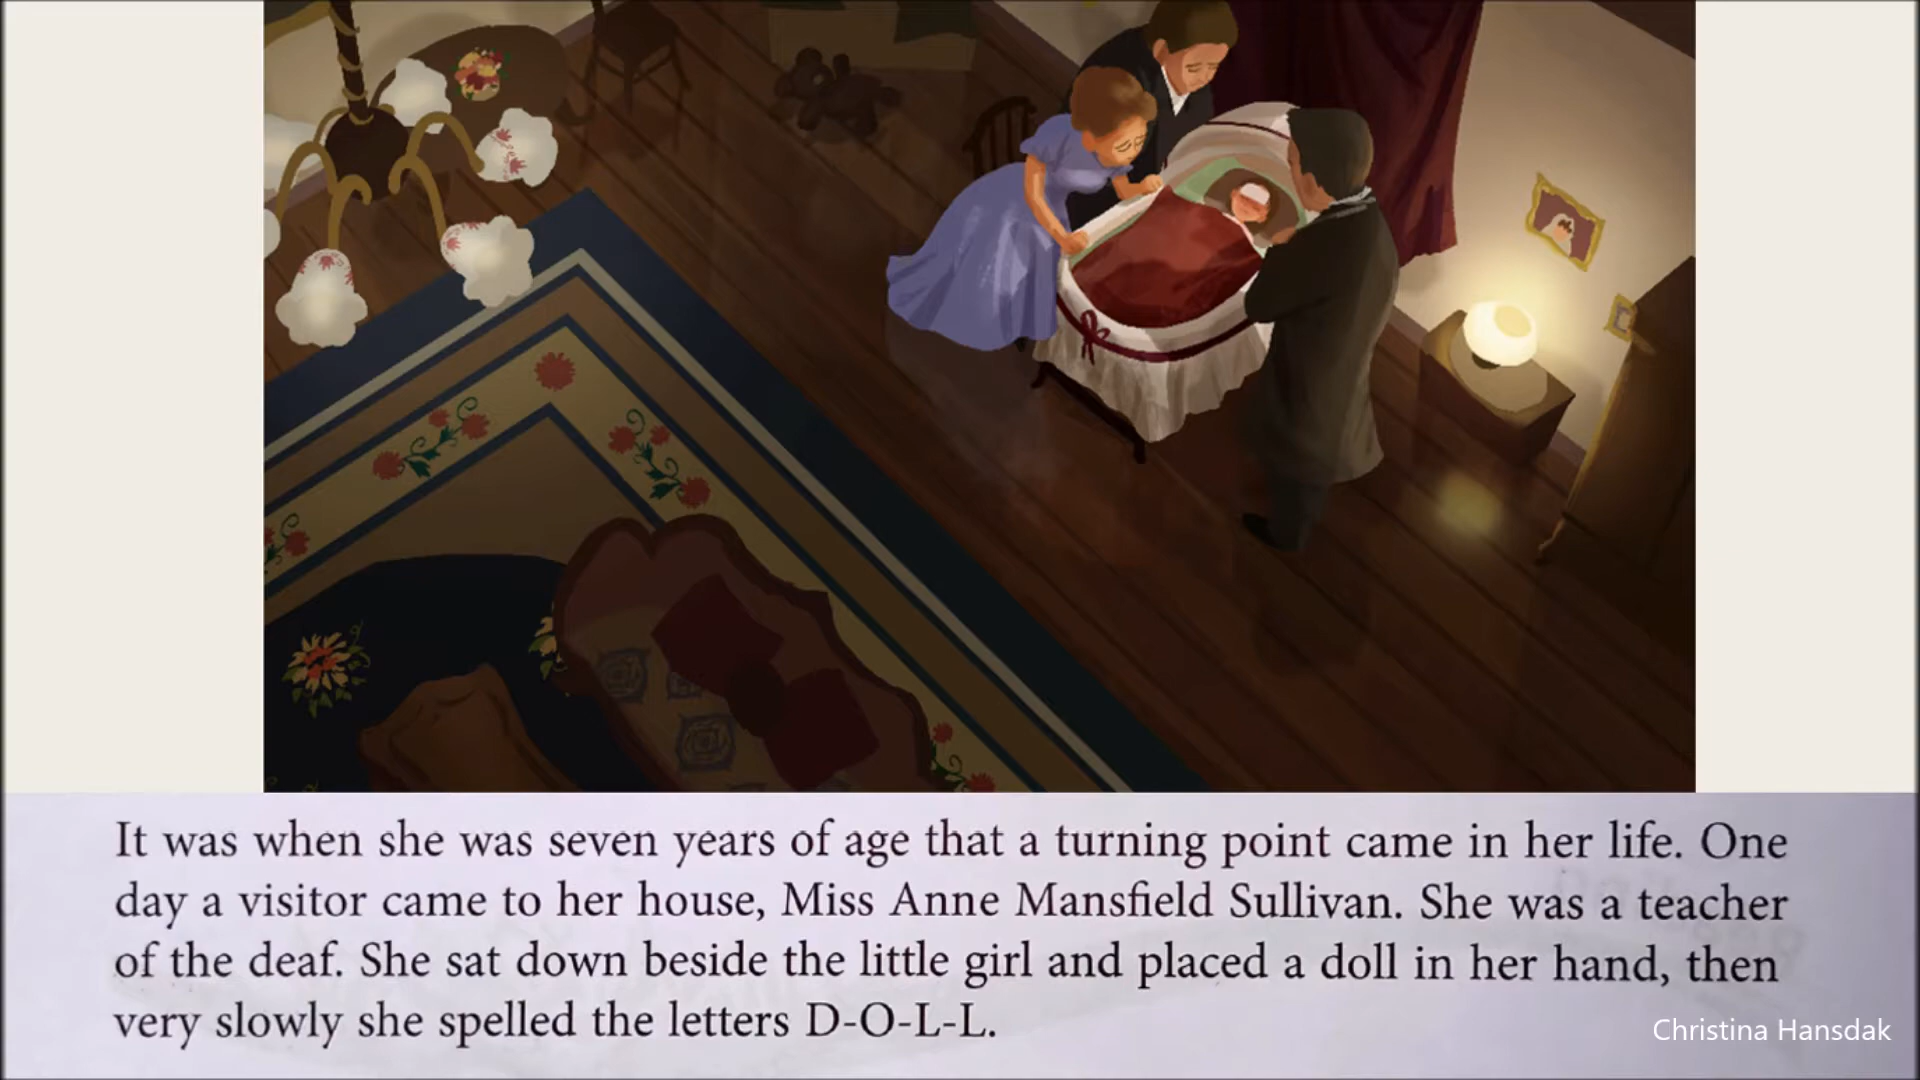 It was when she was seven years of age that a turning point came in her life. One
day a visitor came to her house, Miss Anne Mansfield Sullivan. She was a teacher
of the deaf. She sat down beside the little girl and placed a doll in her hand, then
very slowly she spelled the letters D-O-L-L.
Christina Hansdak